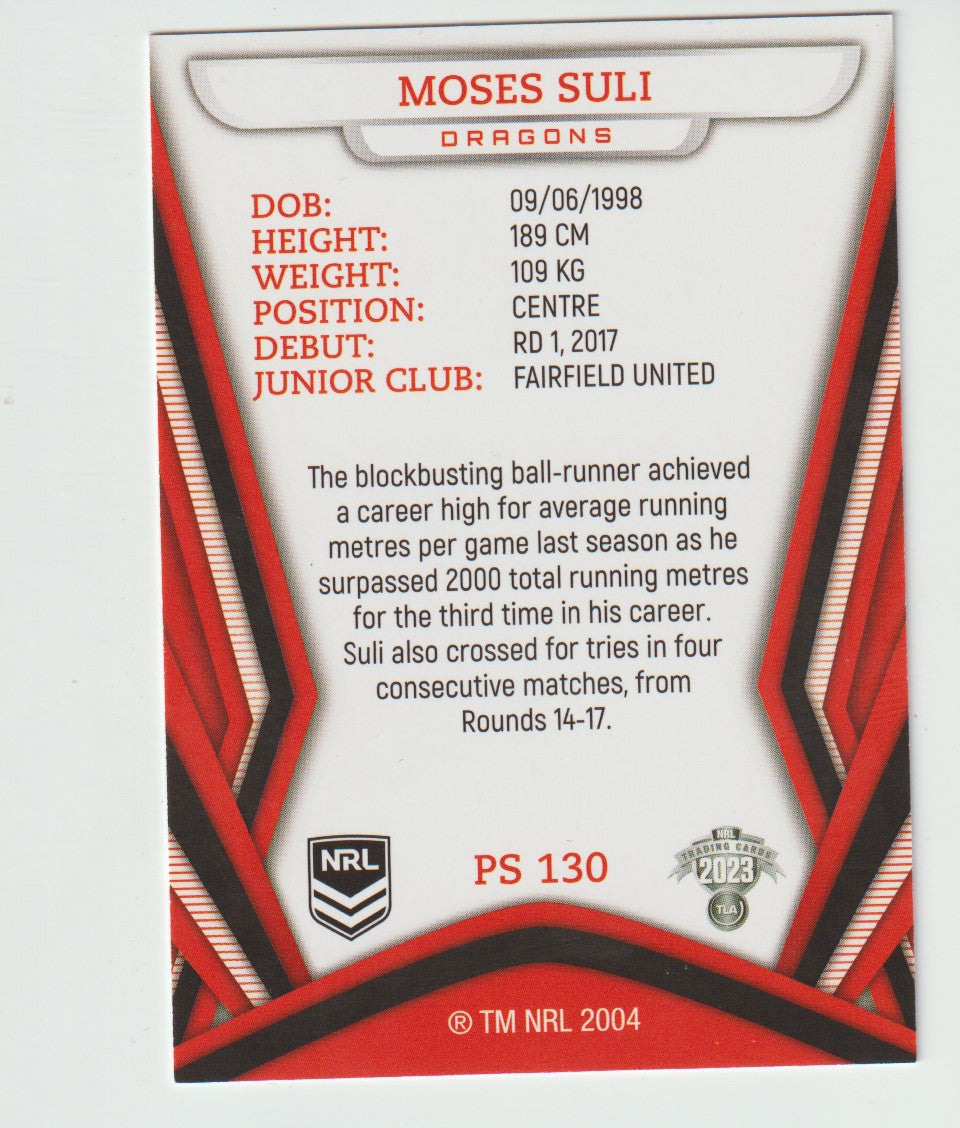 MOSES SULI
DRAGONS
DOB: 09/06/1998
HEIGHT: 189 CM
WEIGHT: 109 KG
POSITION: CENTRE
DEBUT: RD 1, 2017
JUNIOR CLUB: FAIRFIELD UNITED
The blockbusting ball-runner achieved
a career high for average running
metres per game last season as he
surpassed 2000 total running metres
for the third time in his career.
Suli also crossed for tries in four
consecutive matches, from
Rounds 14-17.
NRL
PS 130
NRL
TRADING CARDS
2023
TLA
® TM NRL 2004